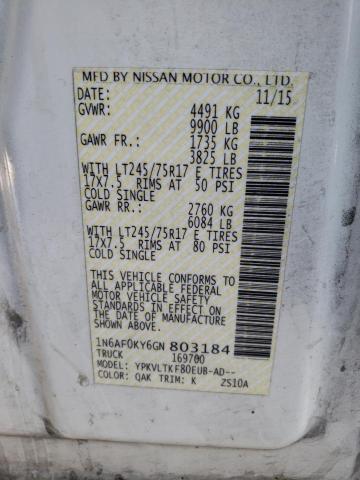 MFD BY NISSAN MOTOR CO., LTD.
DATE: 11/15
GVWR: 4491 KG
9900 LB
GAWR FR.: 1735 KG
3825 LB
WITH LT245/75R17 E TIRES
17X7.5 RIMS AT 50 PSI
COLD SINGLE
GAWR RR.: 2760 KG
6084 LB
WITH LT245/75R17 E TIRES
17X7.5 RIMS AT 80 PSI
COLD SINGLE
THIS VEHICLE CONFORMS TO
ALL APPLICABLE FEDERAL
MOTOR VEHICLE SAFETY
STANDARDS IN EFFECT ON
THE DATE OF MANUFACTURE
SHOWN ABOVE.
1N6AF0KY6GN 803184
TRUCK 169700
MODEL: YPKVLTKF80EUB-AD--
COLOR: QAK TRIM: K ZS10A